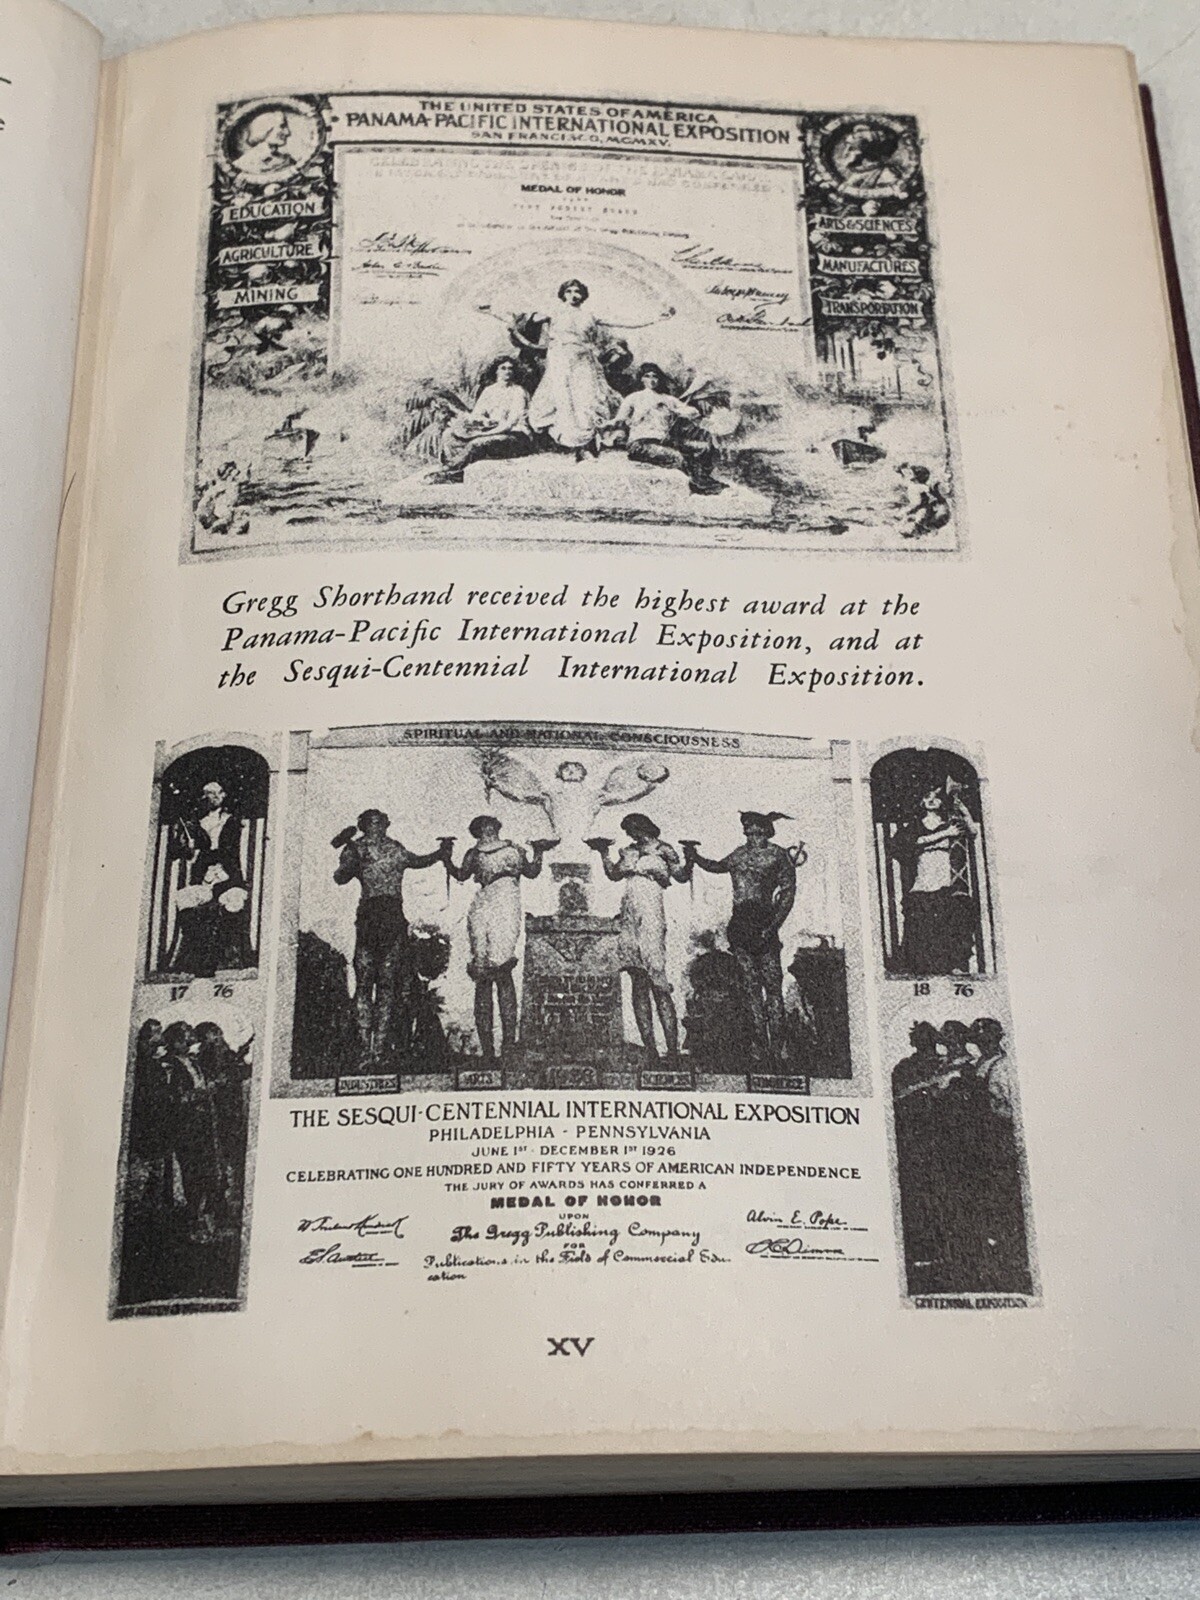 THE UNITED STATES OF AMERICA
PANAMA-PACIFIC INTERNATIONAL EXPOSITION
SAN FRANCISCO, MCMXV.
MEDAL OF HONOR
EDUCATION
AGRICULTURE
MINING
ARTS & SCIENCES
MANUFACTURES
TRANSPORTATION
Gregg Shorthand received the highest award at the
Panama-Pacific International Exposition, and at
the Sesqui-Centennial International Exposition.
SPIRITUAL AND NATIONAL CONSCIOUSNESS
17 76
18 76
INDUSTRIES
ARTS
1926
SCIENCES
COMMERCE
THE SESQUI-CENTENNIAL INTERNATIONAL EXPOSITION
PHILADELPHIA - PENNSYLVANIA
JUNE 1ST - DECEMBER 1ST 1926
CELEBRATING ONE HUNDRED AND FIFTY YEARS OF AMERICAN INDEPENDENCE
THE JURY OF AWARDS HAS CONFERRED A
MEDAL OF HONOR
UPON
The Gregg Publishing Company
FOR
Publications in the Field of Commercial Edu-
cation
Alvin E. Pope
CENTENNIAL EXPOSITION
XV